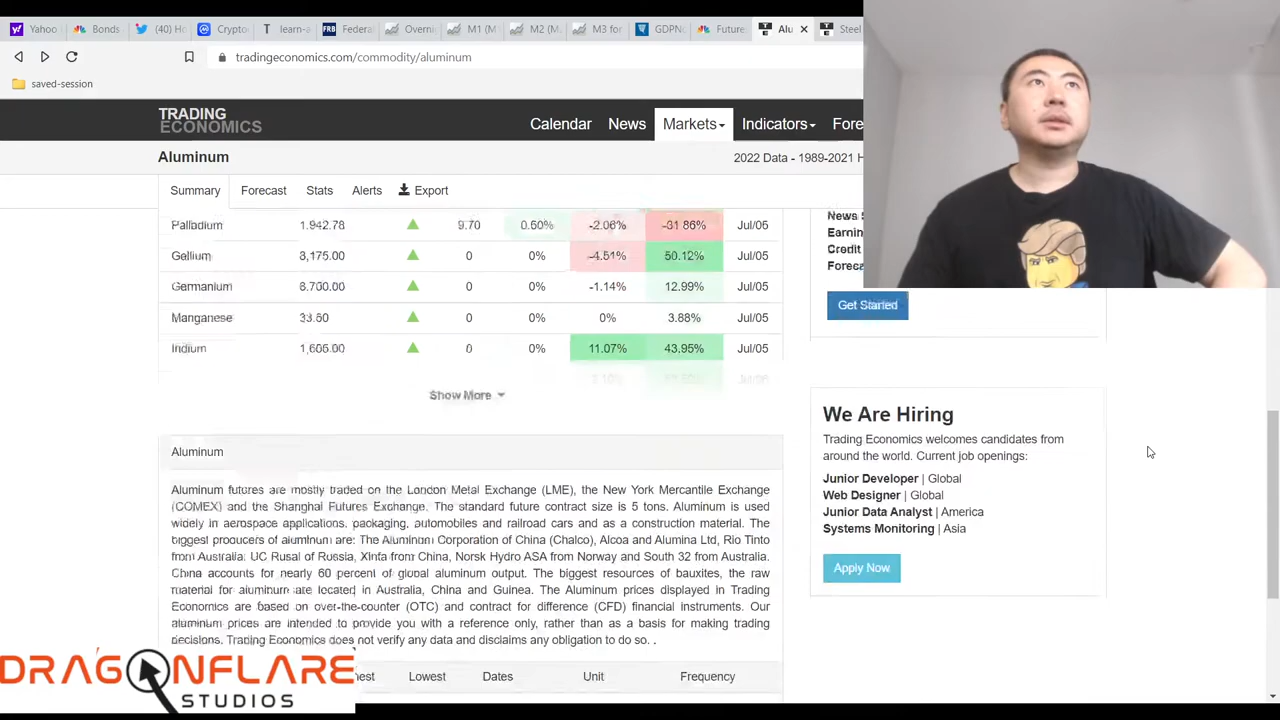 Yahoo
Bonds
(40) Ho
Crypto
learn-a
Federal
Overni
M1 (M
M2 (M
M3 for
GDPNo
Future
Alu
Steel
tradingeconomics.com/commodity/aluminum
saved-session
TRADING
ECONOMICS
Calendar News Markets Indicators Fore
Aluminum
2022 Data - 1989-2021 H
Summary Forecast Stats Alerts Export
Palladium 1,942.78 9.70 0.50% -2.06% -31.86% Jul/05
Gallium 3,175.00 0 0% -4.51% 50.12% Jul/05
Germanium 8,700.00 0 0% -1.14% 12.99% Jul/05
Manganese 33.50 0 0% 0% 3.88% Jul/05
Indium 1,605.00 0 0% 11.07% 43.95% Jul/05
Show More
News S
Earnin
Credit
Foreca
Get Started
We Are Hiring
Trading Economics welcomes candidates from
around the world. Current job openings:
Junior Developer | Global
Web Designer | Global
Junior Data Analyst | America
Systems Monitoring | Asia
Apply Now
Aluminum
Aluminum futures are mostly traded on the London Metal Exchange (LME), the New York Mercantile Exchange
(COMEX) and the Shanghai Futures Exchange. The standard future contract size is 5 tons. Aluminum is used
widely in aerospace applications, packaging, automobiles and railroad cars and as a construction material. The
biggest producers of aluminum are: The Aluminum Corporation of China (Chalco), Alcoa and Alumina Ltd, Rio Tinto
from Australia: UC Rusal of Russia, Xinfa from China, Norsk Hydro ASA from Norway and South 32 from Australia.
China accounts for nearly 60 percent of global aluminum output. The biggest resources of bauxites, the raw
material for aluminum are located in Australia, China and Guinea. The Aluminum prices displayed in Trading
Economics are based on over-the-counter (OTC) and contract for difference (CFD) financial instruments. Our
aluminum prices are intended to provide you with a reference only, rather than as a basis for making trading
decisions. Trading Economics does not verify any data and disclaims any obligation to do so. .
hest Lowest Dates Unit Frequency
DRAGONFLARE
STUDIOS